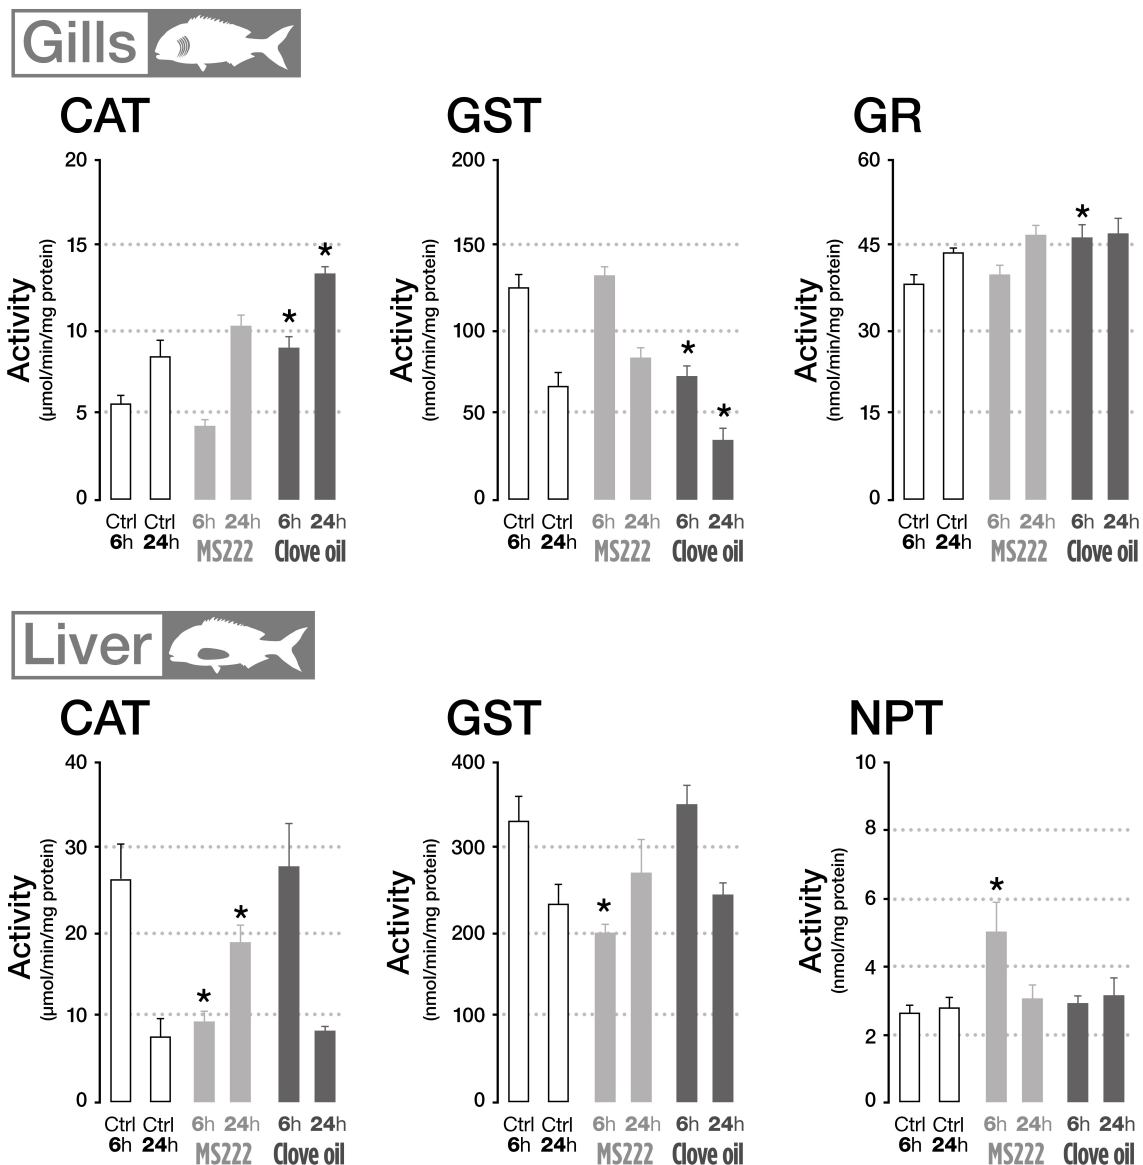 Gills
CAT
GST
GR
20
15
10
5
0
Activity
(µmol/min/mg protein)
200
150
100
50
0
Activity
(nmol/min/mg protein)
60
45
30
15
0
Activity
(nmol/min/mg protein)
*
*
*
*
*
Ctrl Ctrl 6h 24h 6h 24h
6h 24h MS222 Clove oil
Ctrl Ctrl 6h 24h 6h 24h
6h 24h MS222 Clove oil
Ctrl Ctrl 6h 24h 6h 24h
6h 24h MS222 Clove oil
Liver
CAT
GST
NPT
40
30
20
10
0
Activity
(µmol/min/mg protein)
400
300
200
100
0
Activity
(nmol/min/mg protein)
10
8
6
4
2
0
Activity
(nmol/mg protein)
*
*
*
*
Ctrl Ctrl 6h 24h 6h 24h
6h 24h MS222 Clove oil
Ctrl Ctrl 6h 24h 6h 24h
6h 24h MS222 Clove oil
Ctrl Ctrl 6h 24h 6h 24h
6h 24h MS222 Clove oil